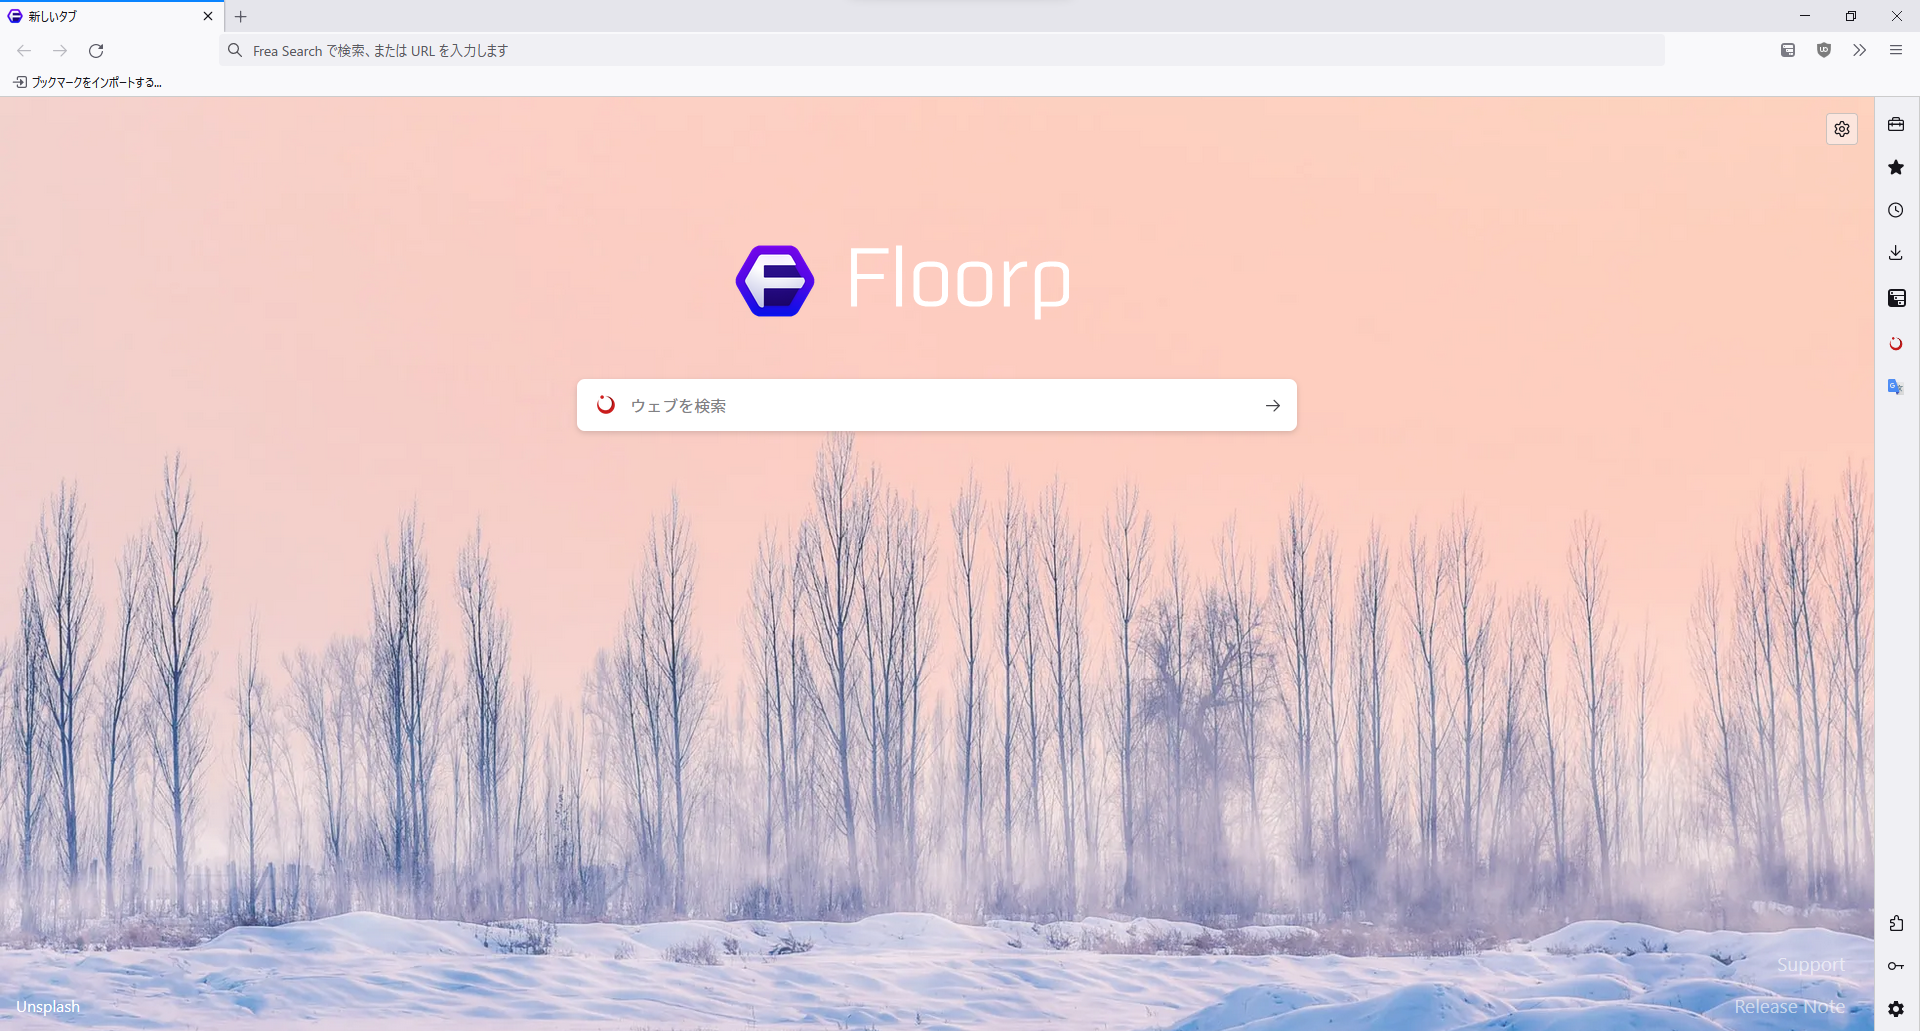 新しいタブ
Frea Search で検索、または URL を入力します
ブックマークをインポートする...
Floorp
ウェブを検索
Support
Unsplash
Release Note